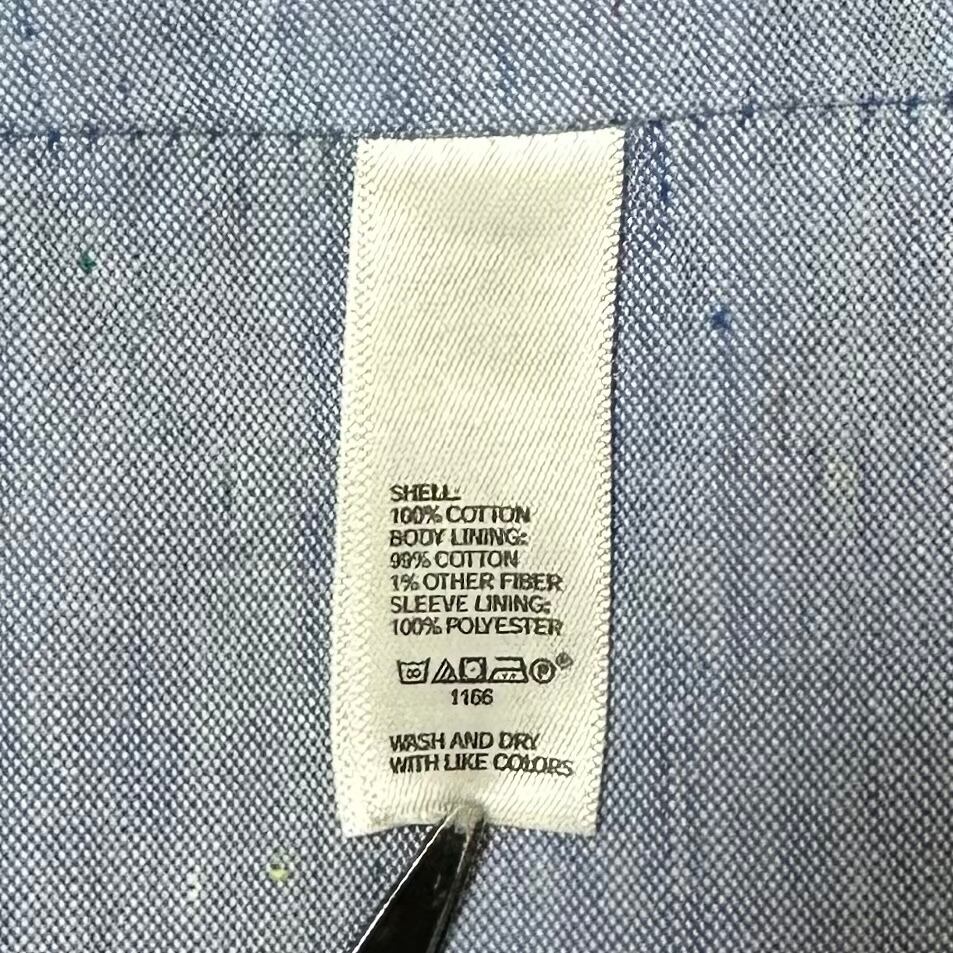 SHELL:
100% COTTON
BODY LINING:
99% COTTON
1% OTHER FIBER
SLEEVE LINING:
100% POLYESTER
1166
WASH AND DRY
WITH LIKE COLORS